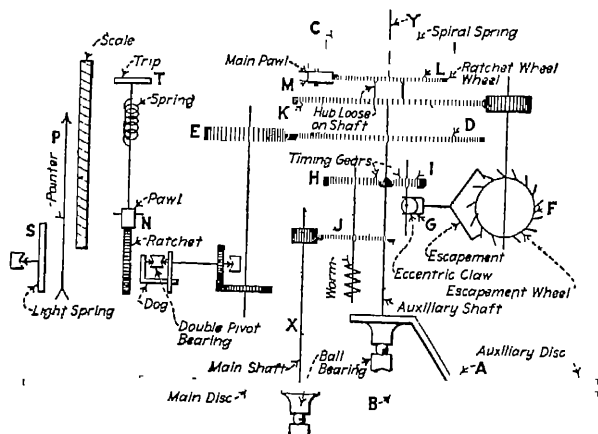 Scale
Trip
T
Spring
P
Pointer
S
Pawl
N
Ratchet
Light Spring
Dog
Double Pivot
Bearing
C
Y
Spiral Spring
Main Pawl
M
L
Ratchet Wheel
Wheel
K
Hub Loose
on Shaft
E
D
Timing Gears
H
I
J
G
F
Escapement
Eccentric Claw
Escapement Wheel
Worm
Auxiliary Shaft
X
Main Shaft
Ball
Bearing
A
Auxiliary Disc
Main Disc
B